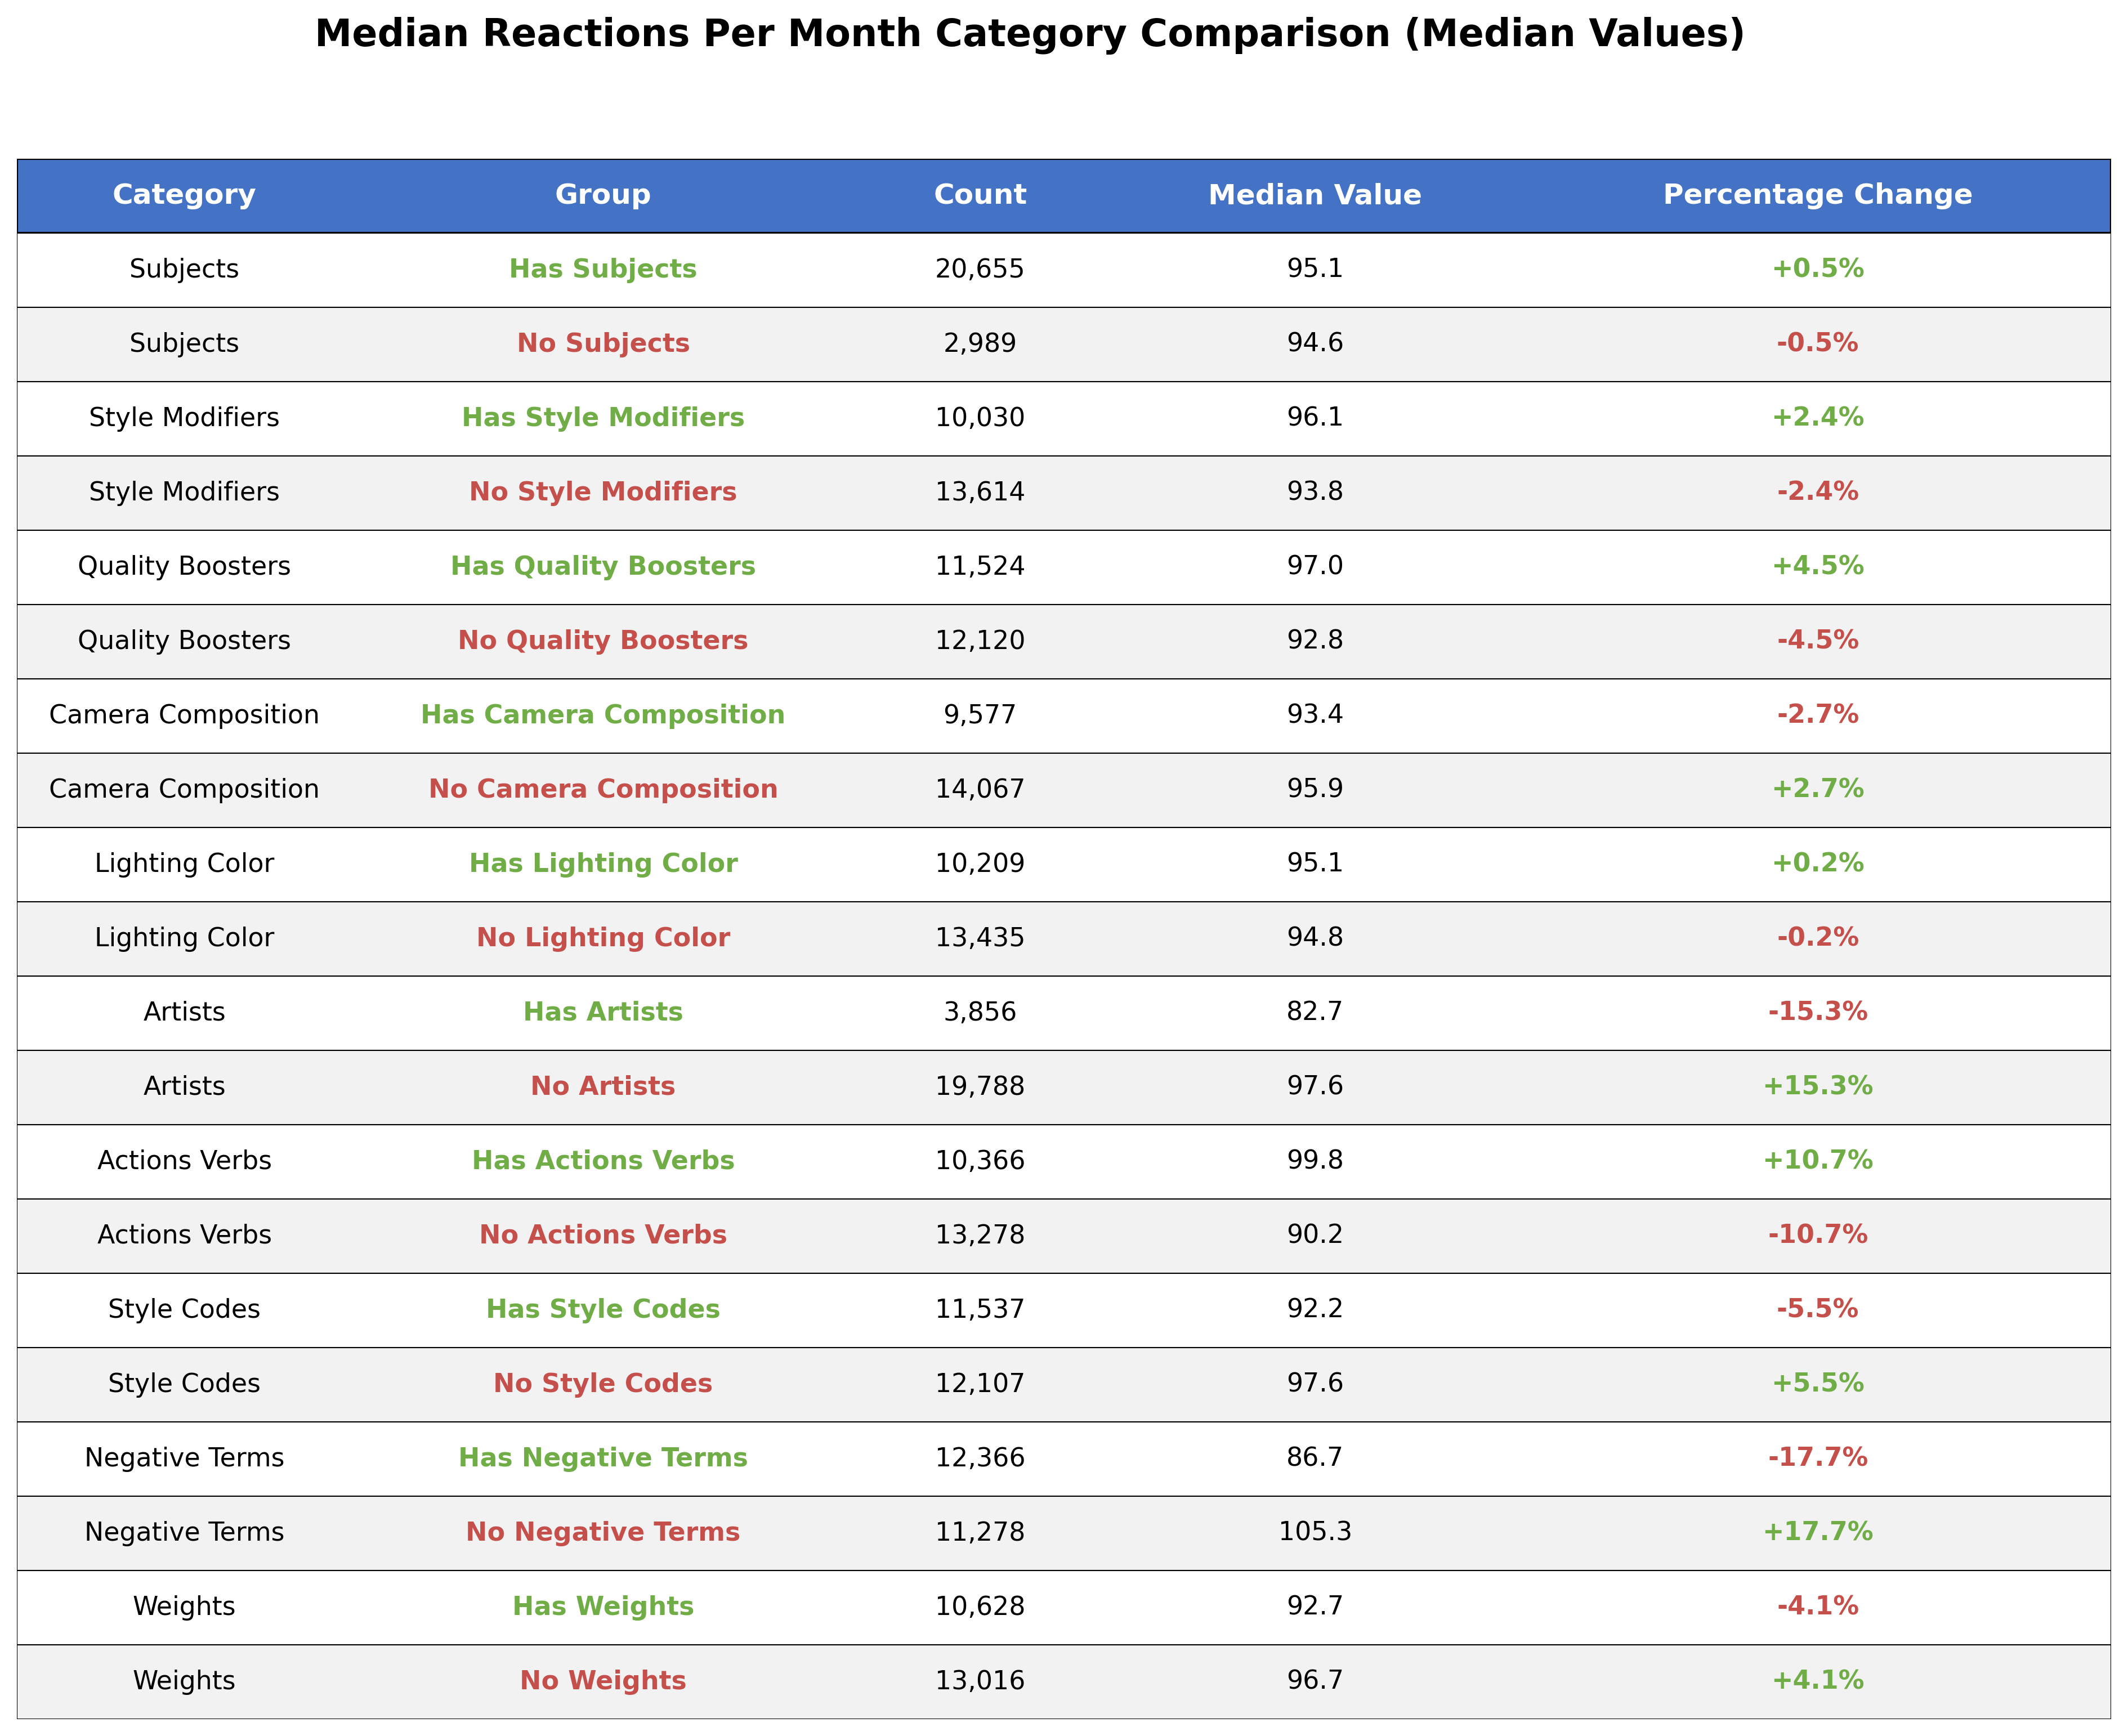 Median Reactions Per Month Category Comparison (Median Values)
Category Group Count Median Value Percentage Change
Subjects Has Subjects 20,655 95.1 +0.5%
Subjects No Subjects 2,989 94.6 -0.5%
Style Modifiers Has Style Modifiers 10,030 96.1 +2.4%
Style Modifiers No Style Modifiers 13,614 93.8 -2.4%
Quality Boosters Has Quality Boosters 11,524 97.0 +4.5%
Quality Boosters No Quality Boosters 12,120 92.8 -4.5%
Camera Composition Has Camera Composition 9,577 93.4 -2.7%
Camera Composition No Camera Composition 14,067 95.9 +2.7%
Lighting Color Has Lighting Color 10,209 95.1 +0.2%
Lighting Color No Lighting Color 13,435 94.8 -0.2%
Artists Has Artists 3,856 82.7 -15.3%
Artists No Artists 19,788 97.6 +15.3%
Actions Verbs Has Actions Verbs 10,366 99.8 +10.7%
Actions Verbs No Actions Verbs 13,278 90.2 -10.7%
Style Codes Has Style Codes 11,537 92.2 -5.5%
Style Codes No Style Codes 12,107 97.6 +5.5%
Negative Terms Has Negative Terms 12,366 86.7 -17.7%
Negative Terms No Negative Terms 11,278 105.3 +17.7%
Weights Has Weights 10,628 92.7 -4.1%
Weights No Weights 13,016 96.7 +4.1%